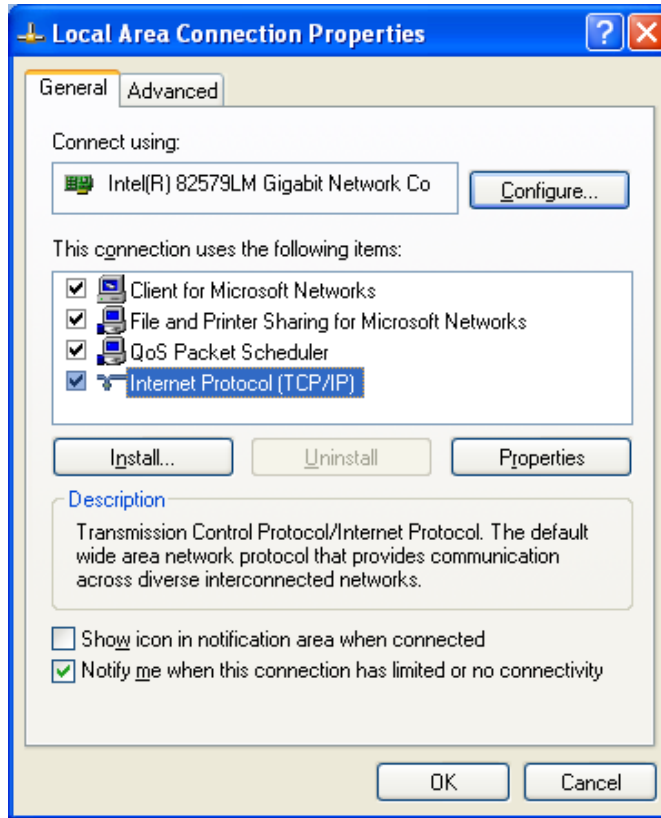 Local Area Connection Properties
General
Advanced
Connect using:
Intel(R) 82579LM Gigabit Network Co
Configure...
This connection uses the following items:
Client for Microsoft Networks
File and Printer Sharing for Microsoft Networks
QoS Packet Scheduler
Internet Protocol (TCP/IP)
Install...
Uninstall
Properties
Description
Transmission Control Protocol/Internet Protocol. The default
wide area network protocol that provides communication
across diverse interconnected networks.
Show icon in notification area when connected
Notify me when this connection has limited or no connectivity
OK
Cancel